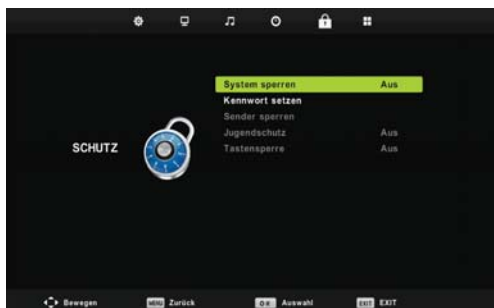 System sperren Aus
Kennwort setzen
Sender sperren
Jugendschutz Aus
Tastensperre Aus
SCHUTZ
Bewegen MENU Zurück OK Auswahl EXIT EXIT